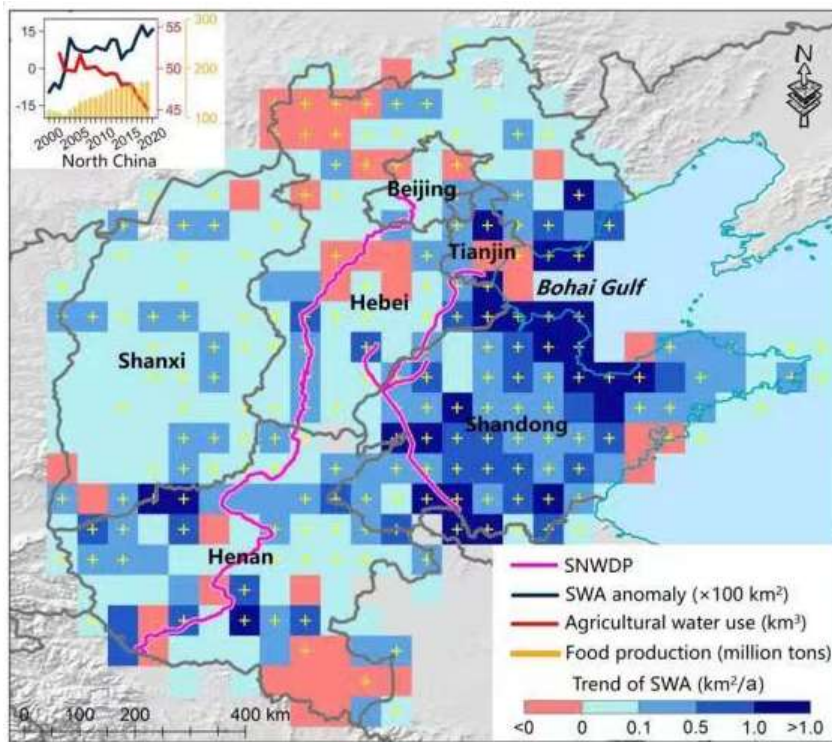 15
0
-15
55
50
45
300
200
100
2000
2005
2010
2015
2020
North China
N
Beijing
Tianjin
Bohai Gulf
Hebei
Shanxi
Shandong
Henan
SNWDP
SWA anomaly (×100 km²)
Agricultural water use (km³)
Food production (million tons)
Trend of SWA (km²/a)
<0 0 0.1 0.5 1.0 >1.0
0 50 100 200 400 km